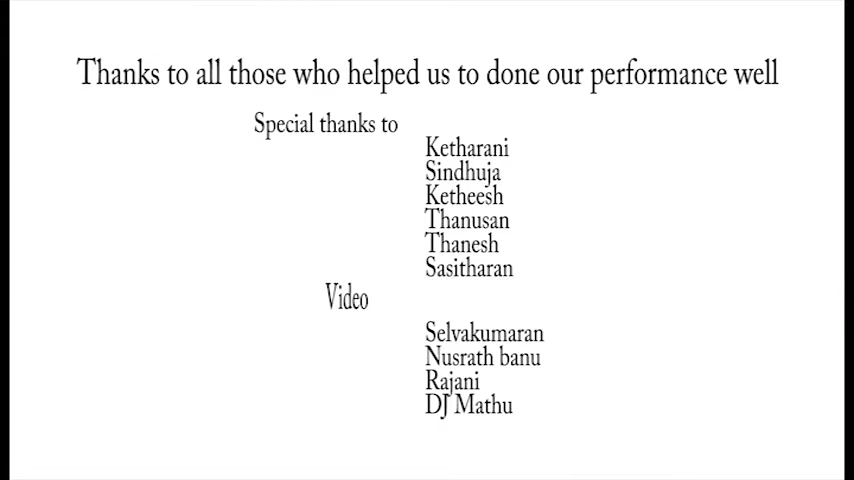 Thanks to all those who helped us to done our performance well
Special thanks to
Ketharani
Sindhuja
Ketheesh
Thanusan
Thanesh
Sasitharan
Video
Selvakumaran
Nusrath banu
Rajani
DJ Mathu